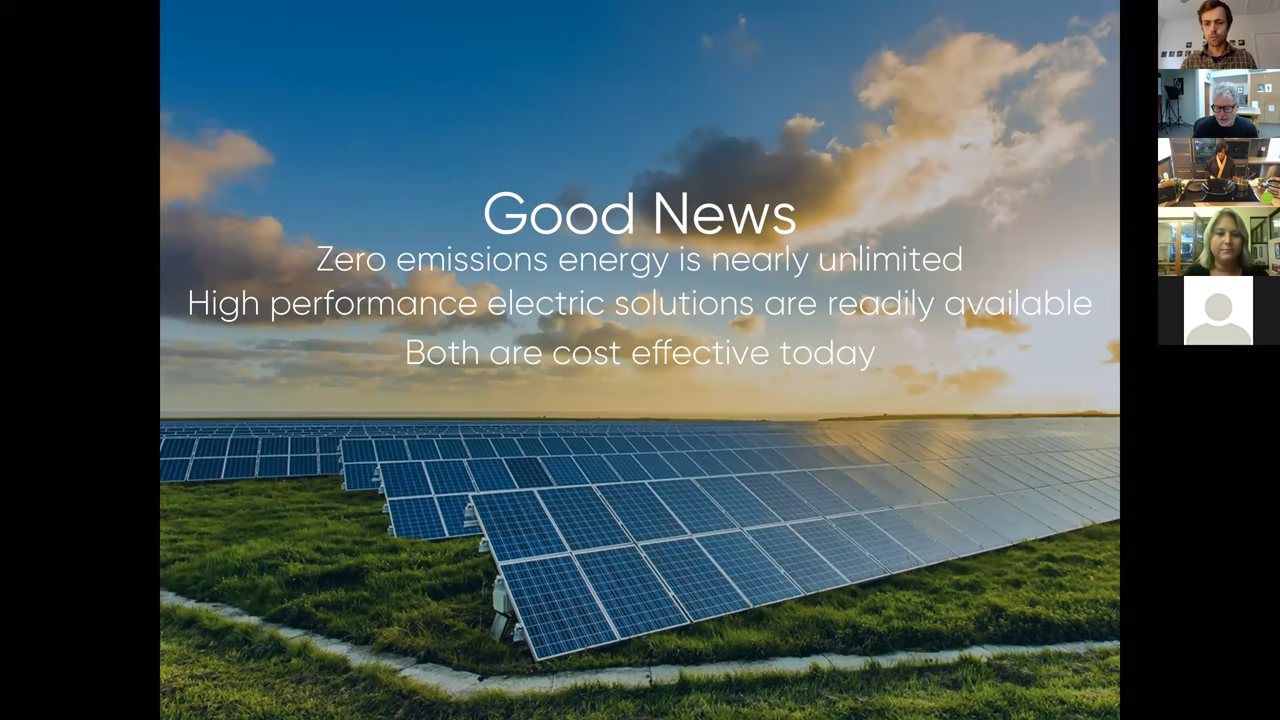 Good News
Zero emissions energy is nearly unlimited
High performance electric solutions are readily available
Both are cost effective today